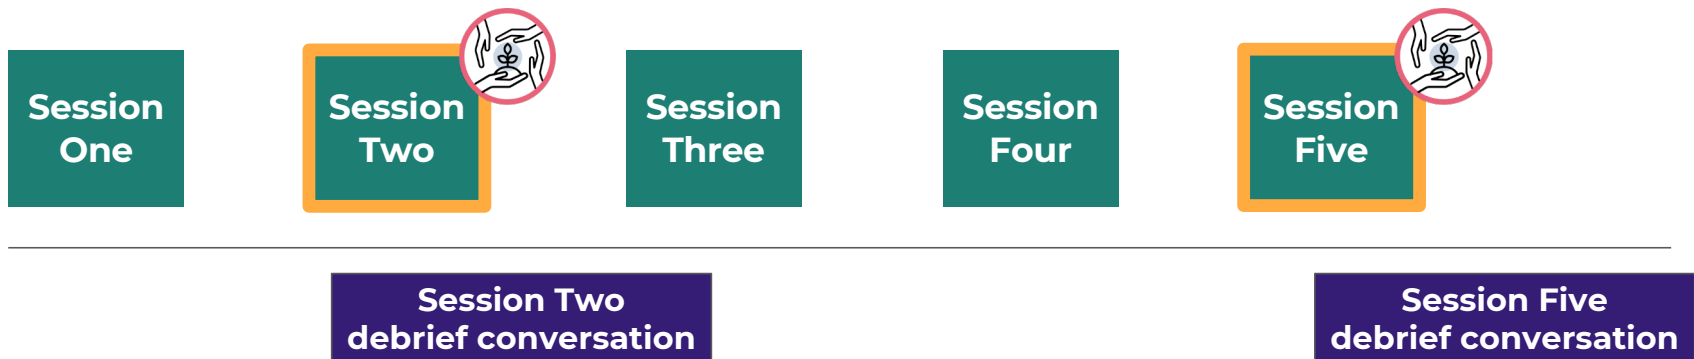 Session
One
Session
Two
Session
Three
Session
Four
Session
Five
Session Two
debrief conversation
Session Five
debrief conversation